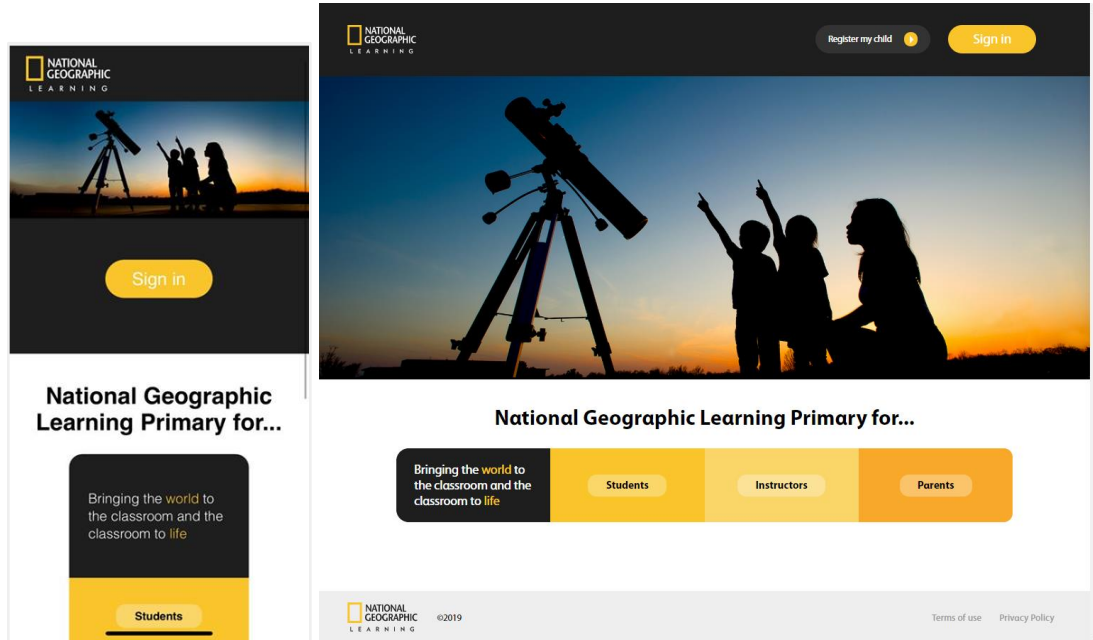 NATIONAL
GEOGRAPHIC
LEARNING
Sign in
National Geographic
Learning Primary for...
Bringing the world to
the classroom and the
classroom to life
Students
NATIONAL
GEOGRAPHIC
LEARNING
Register my child
Sign in
National Geographic Learning Primary for...
Bringing the world to
the classroom and the
classroom to life
Students
Instructors
Parents
NATIONAL
GEOGRAPHIC
LEARNING
©2019
Terms of use
Privacy Policy